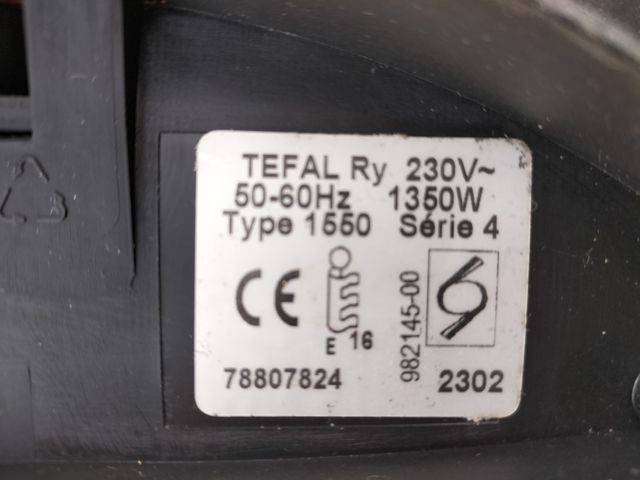 TEFAL Ry 230V~
50-60Hz 1350W
Type 1550 Série 4
CE
E 16
982145-00
78807824
2302